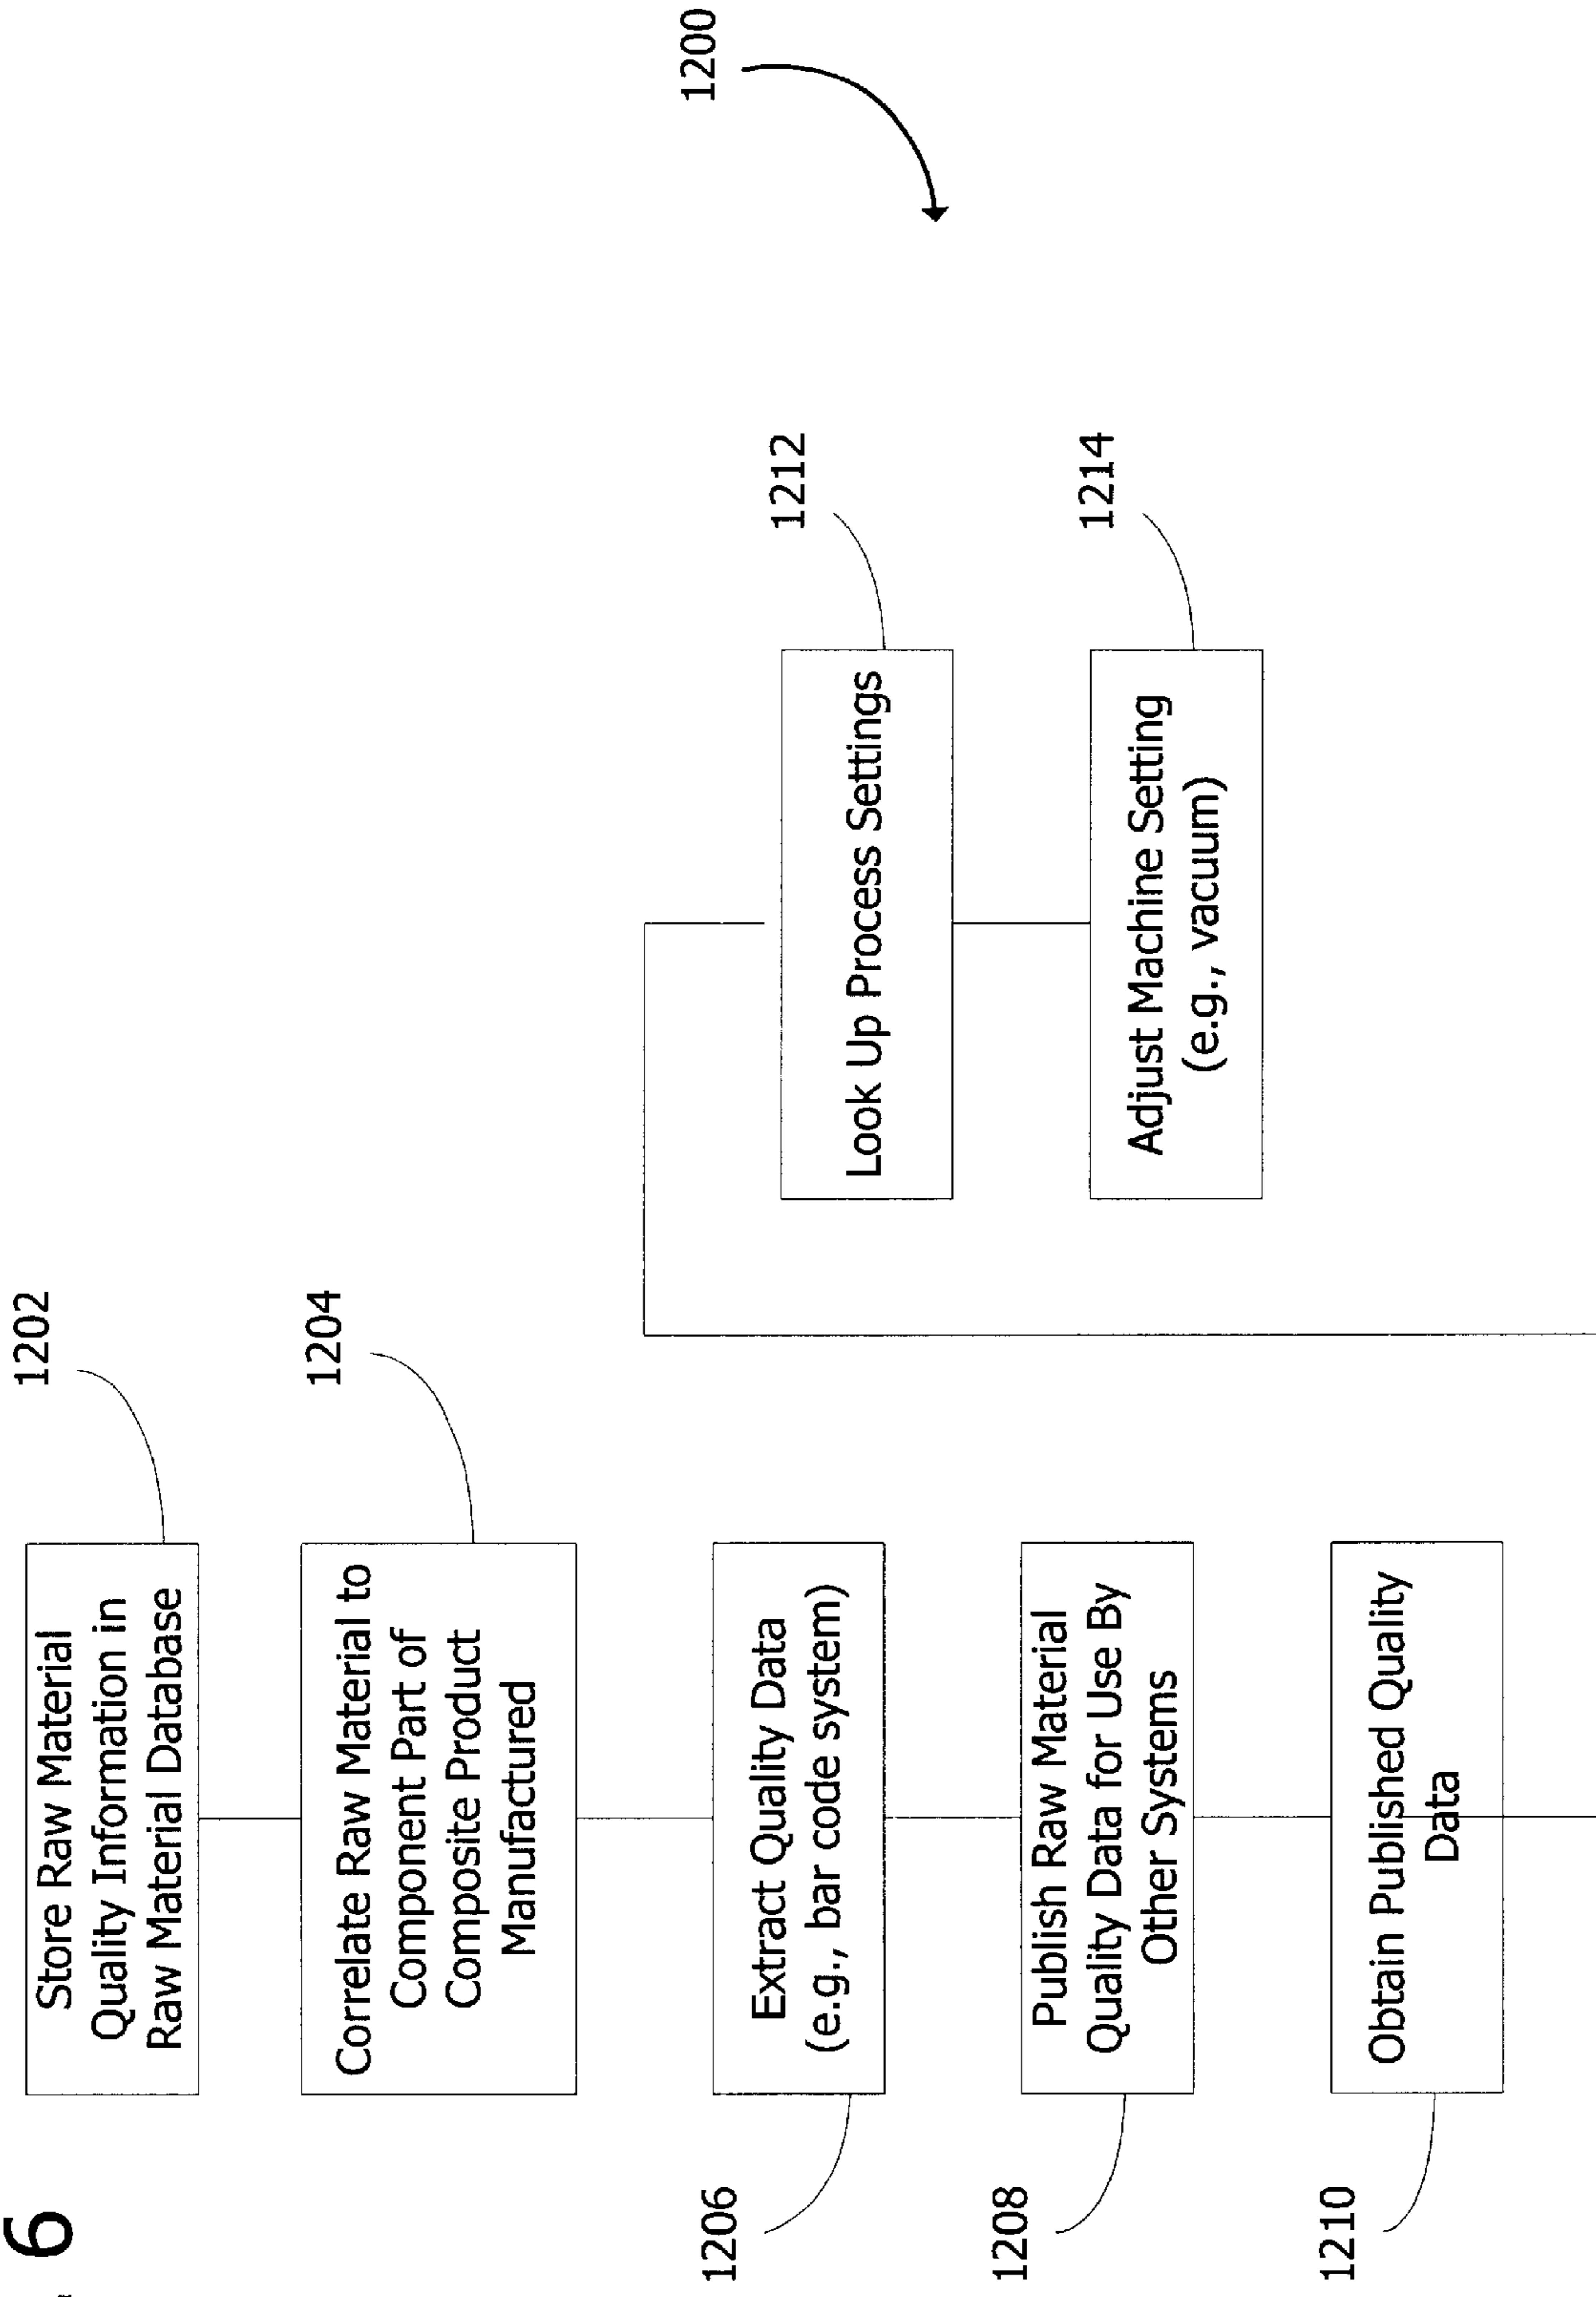 6
1200
1202
Store Raw Material
Quality Information in
Raw Material Database
1204
Correlate Raw Material to
Component Part of
Composite Product
Manufactured
1206
Extract Quality Data
(e.g., bar code system)
1208
Publish Raw Material
Quality Data for Use By
Other Systems
1210
Obtain Published Quality
Data
1212
Look Up Process Settings
1214
Adjust Machine Setting
(e.g., vacuum)